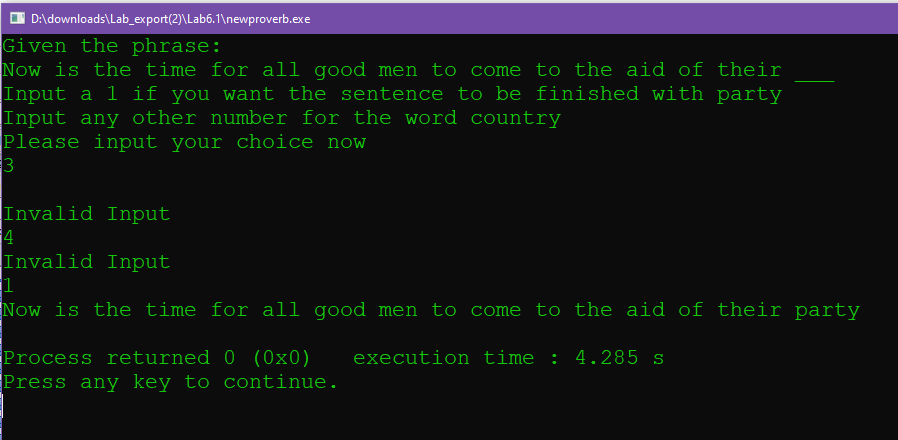 D:\downloads\Lab_export(2)\Lab6.1\newproverb.exe
Given the phrase:
Now is the time for all good men to come to the aid of their ___
Input a 1 if you want the sentence to be finished with party
Input any other number for the word country
Please input your choice now
3
Invalid Input
4
Invalid Input
1
Now is the time for all good men to come to the aid of their party
Process returned 0 (0x0)   execution time : 4.285 s
Press any key to continue.